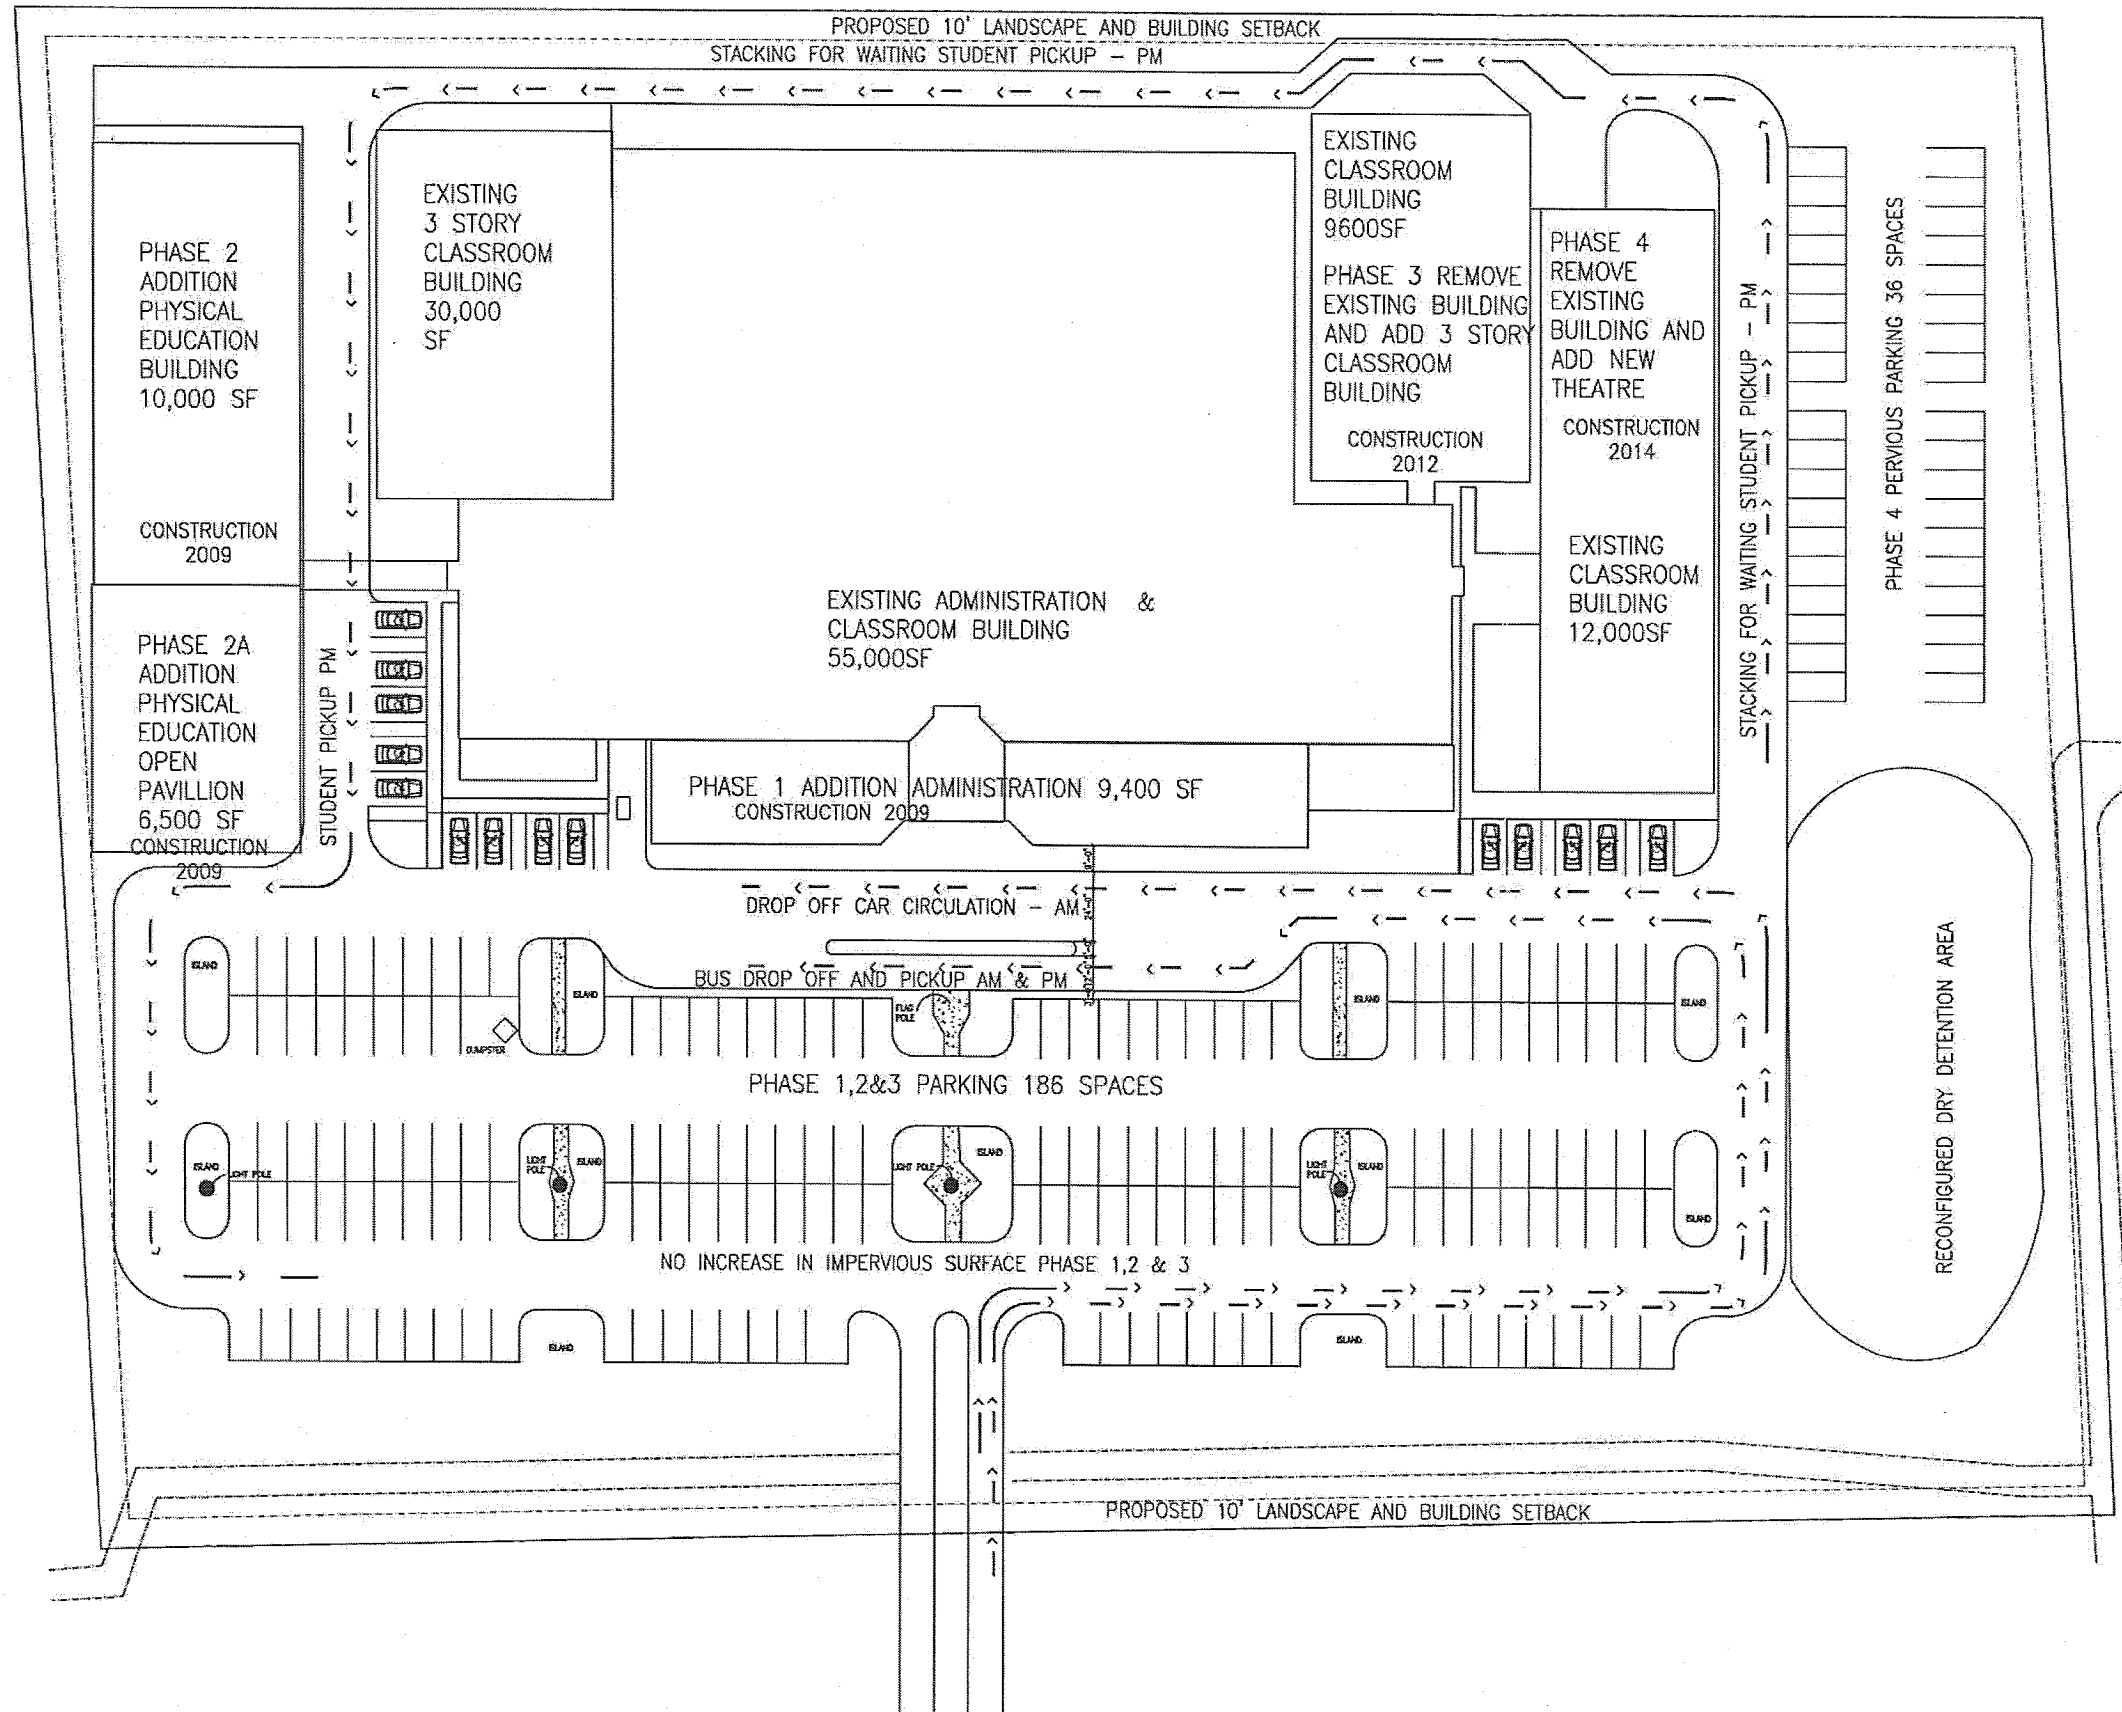 PROPOSED 10' LANDSCAPE AND BUILDING SETBACK
STACKING FOR WAITING STUDENT PICKUP - PM
PHASE 2
ADDITION
PHYSICAL
EDUCATION
BUILDING
10,000 SF
CONSTRUCTION
2009
EXISTING
3 STORY
CLASSROOM
BUILDING
30,000
SF
EXISTING
CLASSROOM
BUILDING
9600SF
PHASE 3 REMOVE
EXISTING BUILDING
AND ADD 3 STORY
CLASSROOM
BUILDING
CONSTRUCTION
2012
PHASE 4
REMOVE
EXISTING
BUILDING AND
ADD NEW
THEATRE
CONSTRUCTION
2014
EXISTING
CLASSROOM
BUILDING
12,000SF
STACKING FOR WAITING STUDENT PICKUP - PM
PHASE 4 PERVIOUS PARKING 36 SPACES
EXISTING ADMINISTRATION &
CLASSROOM BUILDING
55,000SF
PHASE 2A
ADDITION
PHYSICAL
EDUCATION
OPEN
PAVILLION
6,500 SF
CONSTRUCTION
2009
STUDENT PICKUP PM
PHASE 1 ADDITION ADMINISTRATION 9,400 SF
CONSTRUCTION 2009
DROP OFF CAR CIRCULATION - AM
24'-0"
BUS DROP OFF AND PICKUP AM & PM
ISLAND
ISLAND
FLAG
POLE
ISLAND
ISLAND
DUMPSTER
PHASE 1,2&3 PARKING 186 SPACES
RECONFIGURED DRY DETENTION AREA
ISLAND
LIGHT POLE
LIGHT
POLE
ISLAND
LIGHT POLE
ISLAND
LIGHT
POLE
ISLAND
ISLAND
NO INCREASE IN IMPERVIOUS SURFACE PHASE 1,2 & 3
ISLAND
ISLAND
PROPOSED 10' LANDSCAPE AND BUILDING SETBACK